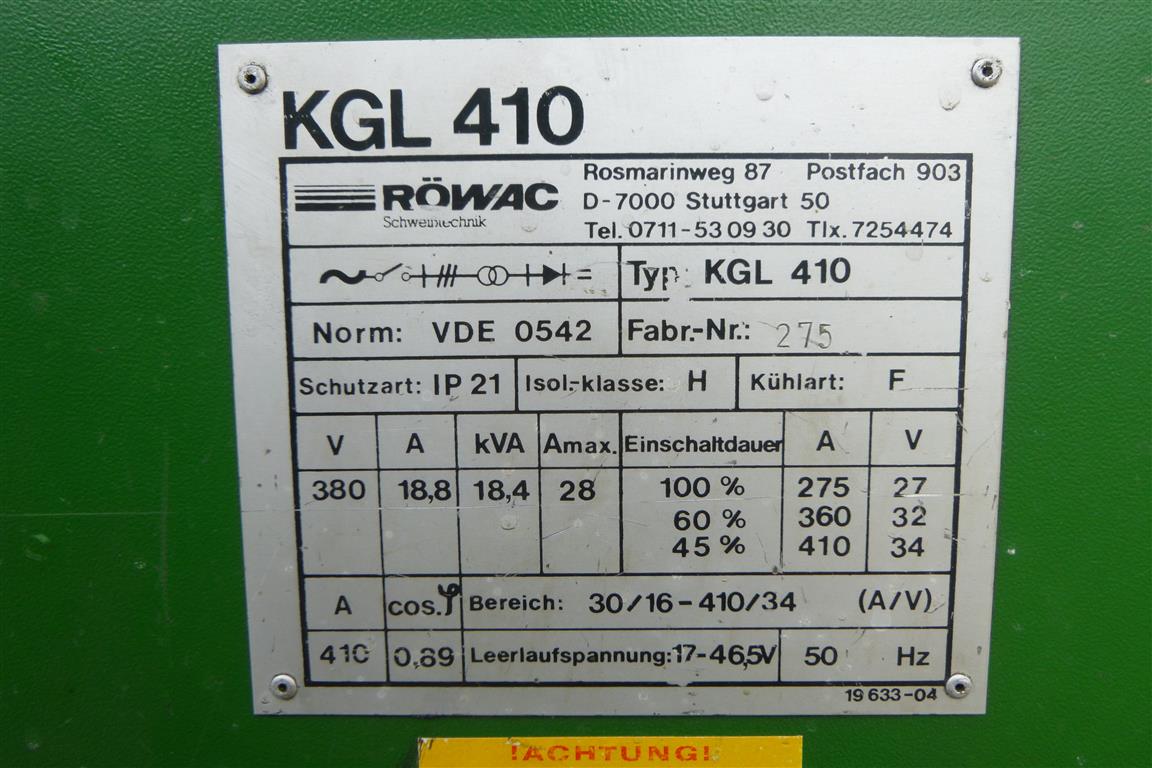 KGL 410
RÖWAC
Schweißtechnik
Rosmarinweg 87 Postfach 903
D-7000 Stuttgart 50
Tel. 0711-53 09 30 Tlx. 7254474
Typ: KGL 410
Norm: VDE 0542 Fabr.-Nr.: 275
Schutzart: IP 21 Isol.-klasse: H Kühlart: F
V A kVA Amax. Einschaltdauer A V
380 18,8 18,4 28 100 % 275 27
60 % 360 32
45 % 410 34
A cos.φ Bereich: 30/16-410/34 (A/V)
410 0,89 Leerlaufspannung: 17-46,5V 50 Hz
19 633-04
!ACHTUNG!